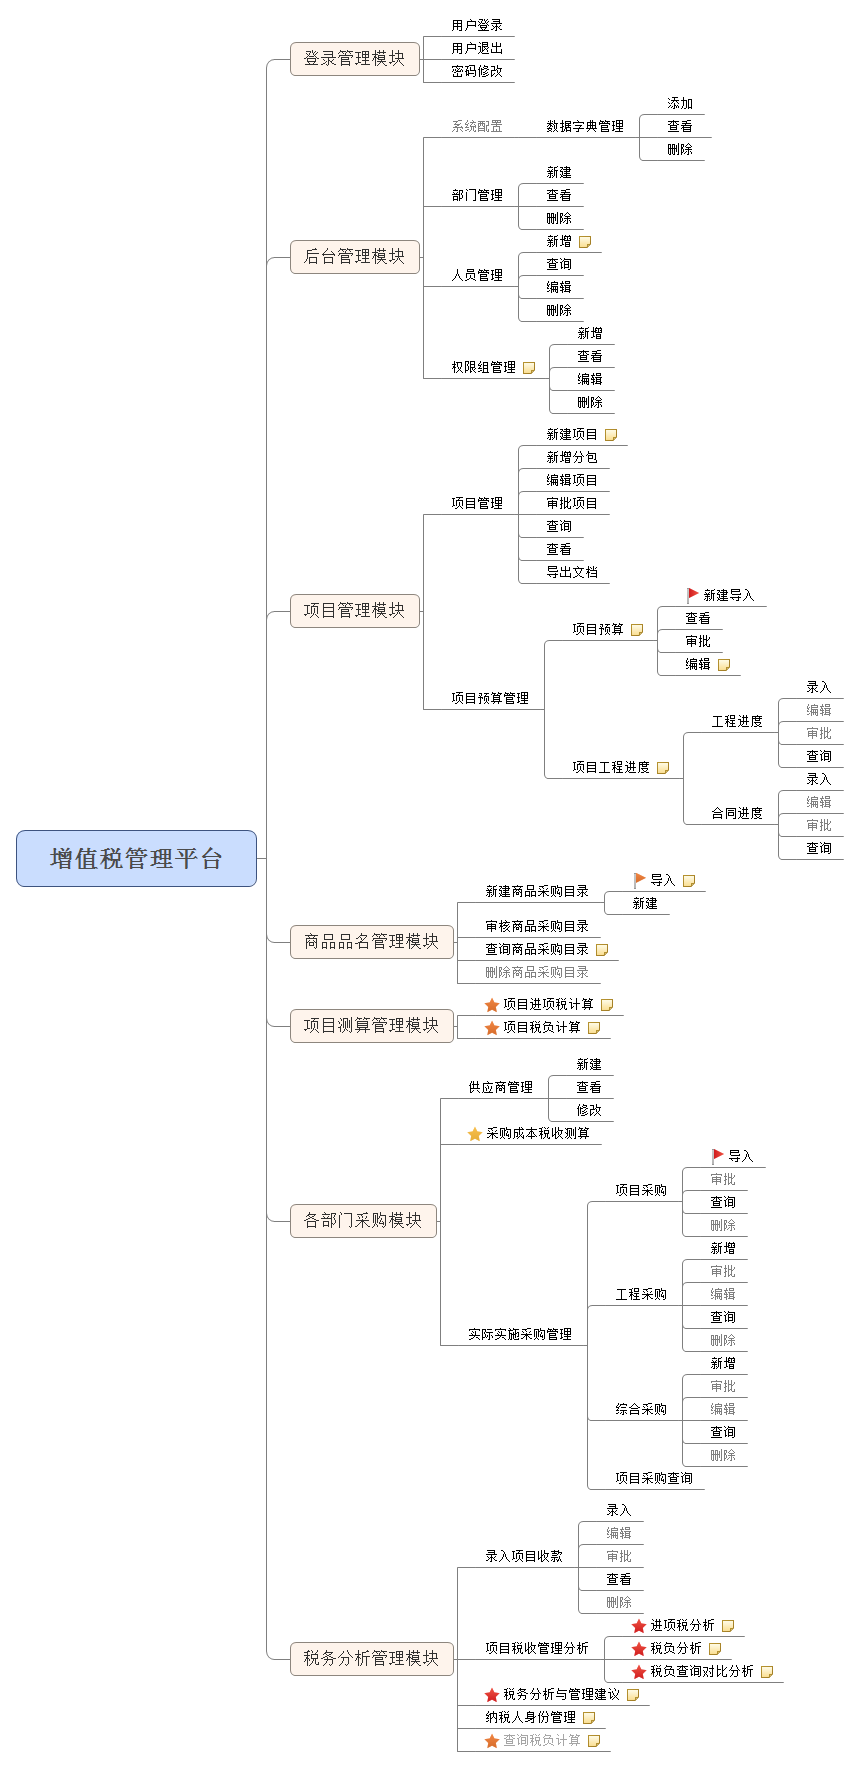 增值税管理平台
登录管理模块
用户登录
用户退出
密码修改
后台管理模块
系统配置
数据字典管理
添加
查看
删除
部门管理
新建
查看
删除
人员管理
新增
查询
编辑
删除
权限组管理
新增
查看
编辑
删除
项目管理模块
项目管理
新建项目
新增分包
编辑项目
审批项目
查询
查看
导出文档
项目预算管理
项目预算
新建导入
查看
审批
编辑
项目工程进度
工程进度
录入
编辑
审批
查询
合同进度
录入
编辑
审批
查询
商品品名管理模块
新建商品采购目录
导入
新建
审核商品采购目录
查询商品采购目录
删除商品采购目录
项目测算管理模块
项目进项税计算
项目税负计算
各部门采购模块
供应商管理
新建
查看
修改
采购成本税收测算
实际实施采购管理
项目采购
导入
审批
查询
删除
工程采购
新增
审批
编辑
查询
删除
综合采购
新增
审批
编辑
查询
删除
项目采购查询
税务分析管理模块
录入项目收款
录入
编辑
审批
查看
删除
项目税收管理分析
进项税分析
税负分析
税负查询对比分析
税务分析与管理建议
纳税人身份管理
查询税负计算